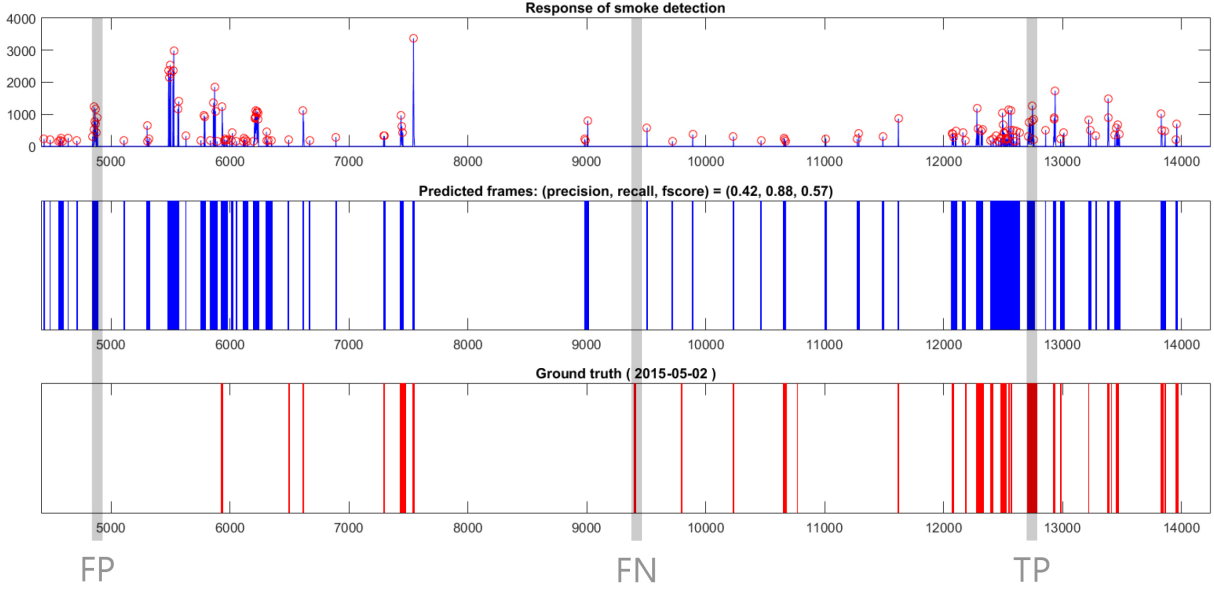 Response of smoke detection
4000
3000
2000
1000
0
5000 6000 7000 8000 9000 10000 11000 12000 13000 14000
Predicted frames: (precision, recall, fscore) = (0.42, 0.88, 0.57)
5000 6000 7000 8000 9000 10000 11000 12000 13000 14000
Ground truth ( 2015-05-02 )
5000 6000 7000 8000 9000 10000 11000 12000 13000 14000
FP FN TP